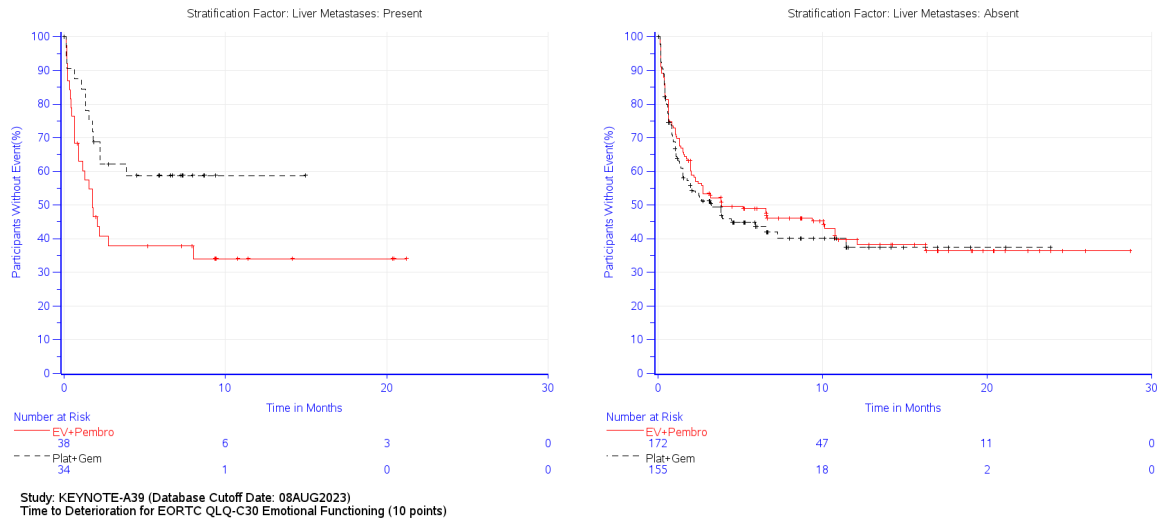 Stratification Factor: Liver Metastases: Present
100
90
80
70
60
50
40
30
20
10
0
Participants Without Event(%)
0 10 20 30
Time in Months
Number at Risk
EV+Pembro
38 6 3 0
Plat+Gem
34 1 0 0
Stratification Factor: Liver Metastases: Absent
100
90
80
70
60
50
40
30
20
10
0
Participants Without Event(%)
0 10 20 30
Time in Months
Number at Risk
EV+Pembro
172 47 11 0
Plat+Gem
155 18 2 0
Study: KEYNOTE-A39 (Database Cutoff Date: 08AUG2023)
Time to Deterioration for EORTC QLQ-C30 Emotional Functioning (10 points)